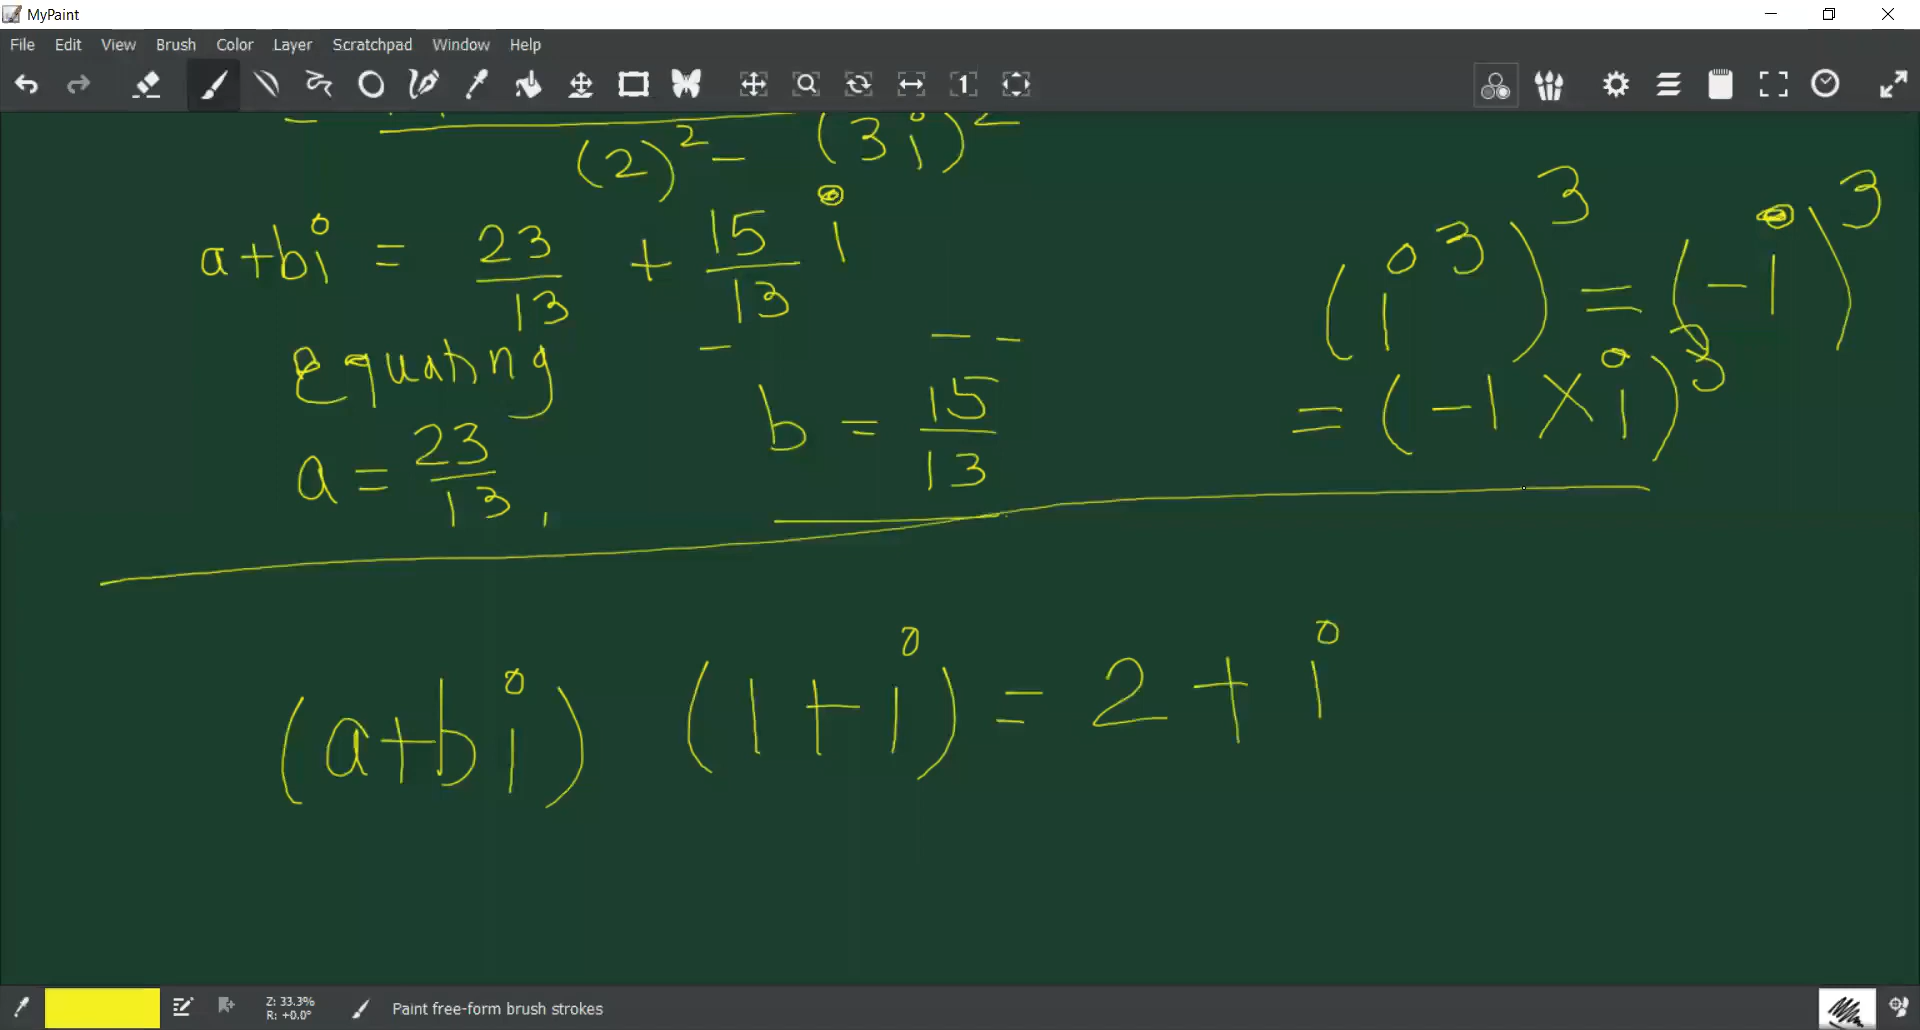 MyPaint
File Edit View Brush Color Layer Scratchpad Window Help
(2)² - (3i)²
a+bi = 23/13 + 15/13 i
(i³)³ = (-i)³
Equating - - -
= (-1 × i)³
a = 23/13, b = 15/13
(a+bi) (1+i) = 2 + i
Z: 33.3%
R: +0.0°
Paint free-form brush strokes